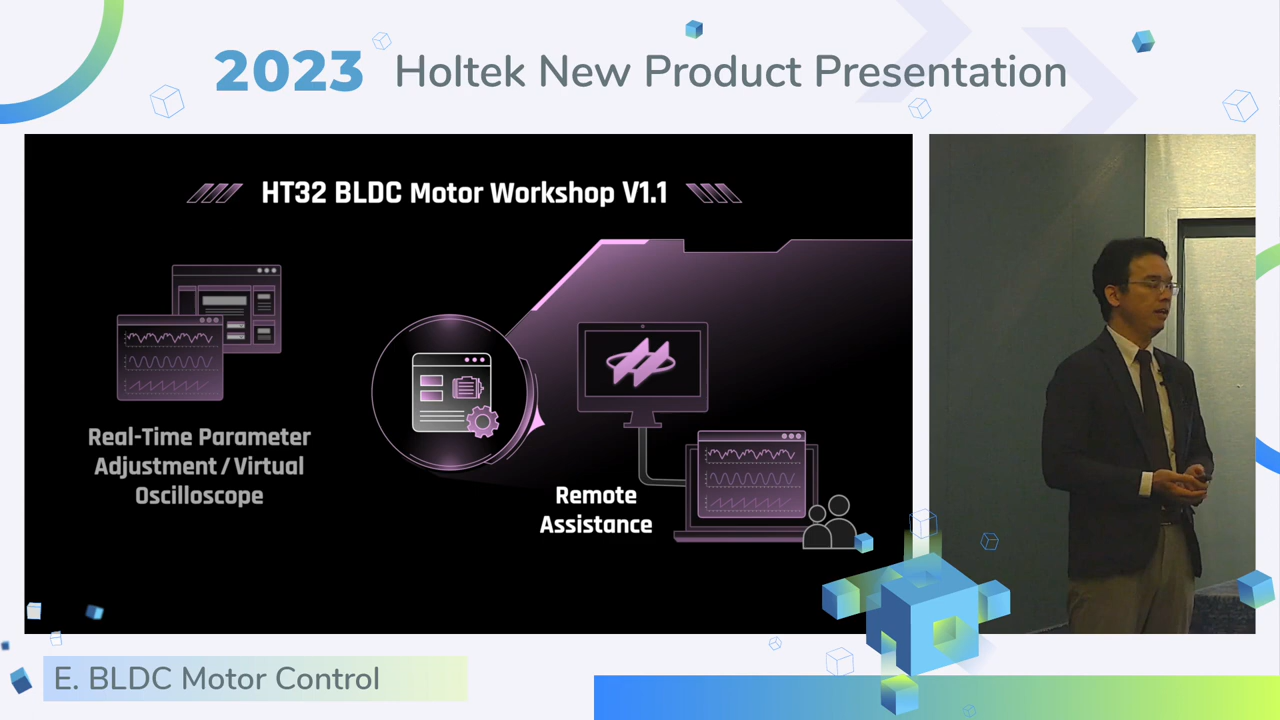 2023 Holtek New Product Presentation
HT32 BLDC Motor Workshop V1.1
Real-Time Parameter
Adjustment / Virtual
Oscilloscope
Remote
Assistance
E. BLDC Motor Control